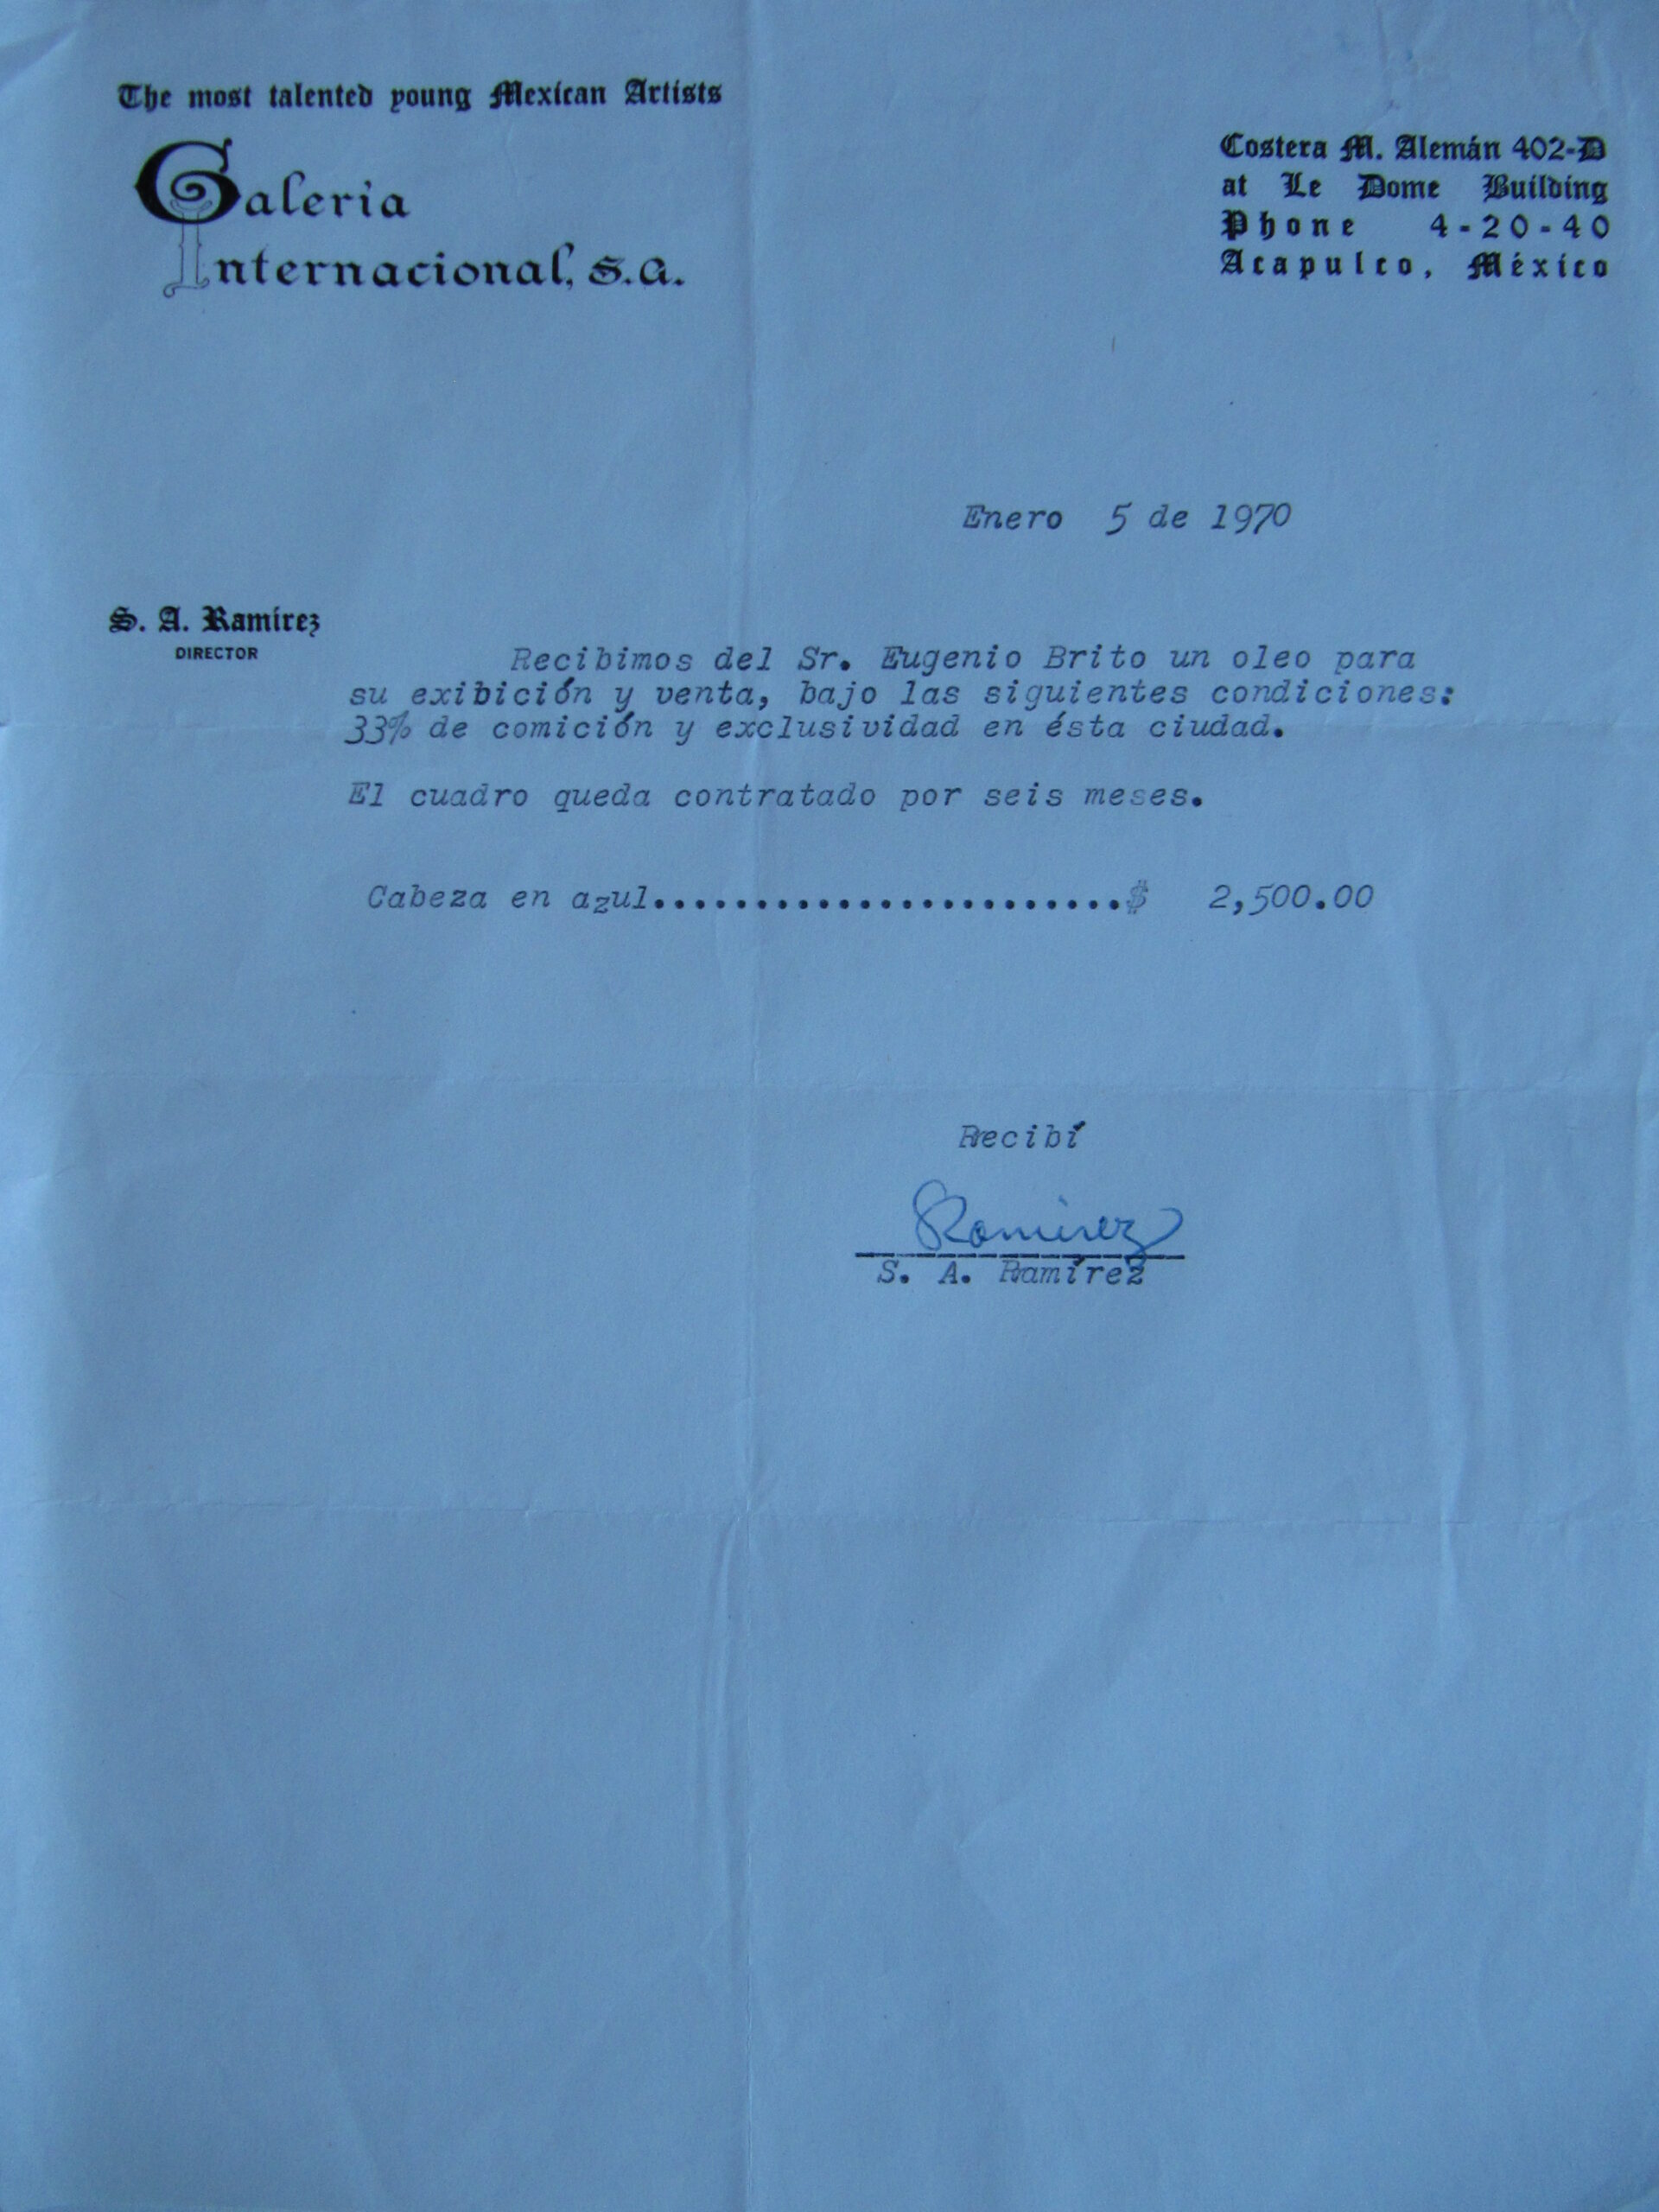 The most talented young Mexican Artists
Galeria
Internacional, S.A.
Costera M. Alemán 402-D
at Le Dome Building
Phone 4-20-40
Acapulco, México
Enero 5 de 1970
S. A. Ramírez
DIRECTOR
Recibimos del Sr. Eugenio Brito un oleo para
su exibición y venta, bajo las siguientes condiciones:
33% de comición y exclusividad en ésta ciudad.
El cuadro queda contratado por seis meses.
Cabeza en azul.......................$ 2,500.00
Recibí
Ramirez
S. A. Ramírez